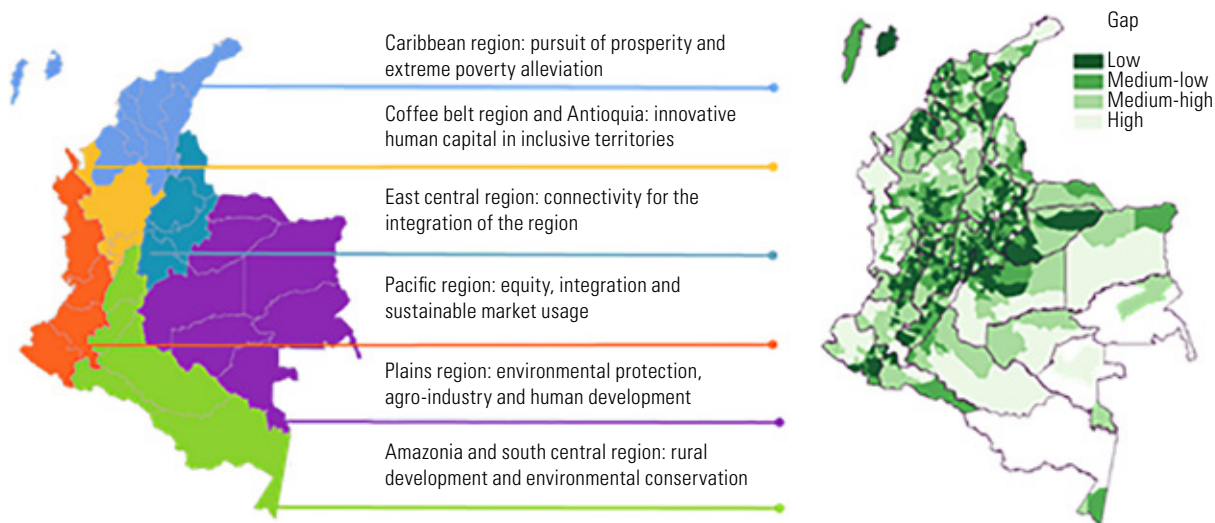 Caribbean region: pursuit of prosperity and
extreme poverty alleviation
Coffee belt region and Antioquia: innovative
human capital in inclusive territories
East central region: connectivity for the
integration of the region
Pacific region: equity, integration and
sustainable market usage
Plains region: environmental protection,
agro-industry and human development
Amazonia and south central region: rural
development and environmental conservation
Gap
Low
Medium-low
Medium-high
High